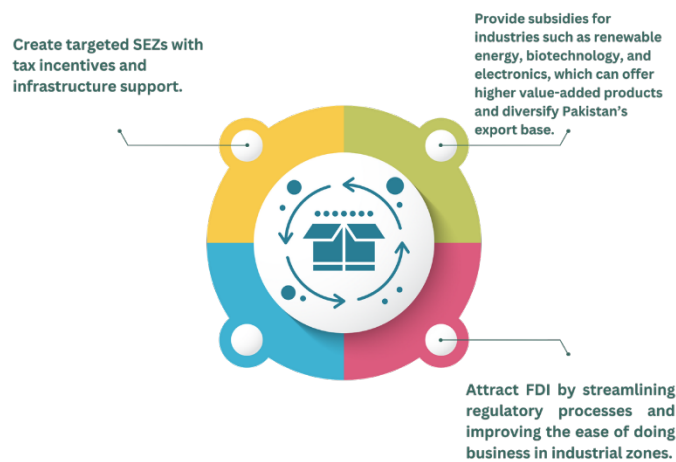 Create targeted SEZs with
tax incentives and
infrastructure support.
Provide subsidies for
industries such as renewable
energy, biotechnology, and
electronics, which can offer
higher value-added products
and diversify Pakistan's
export base.
Attract FDI by streamlining
regulatory processes and
improving the ease of doing
business in industrial zones.